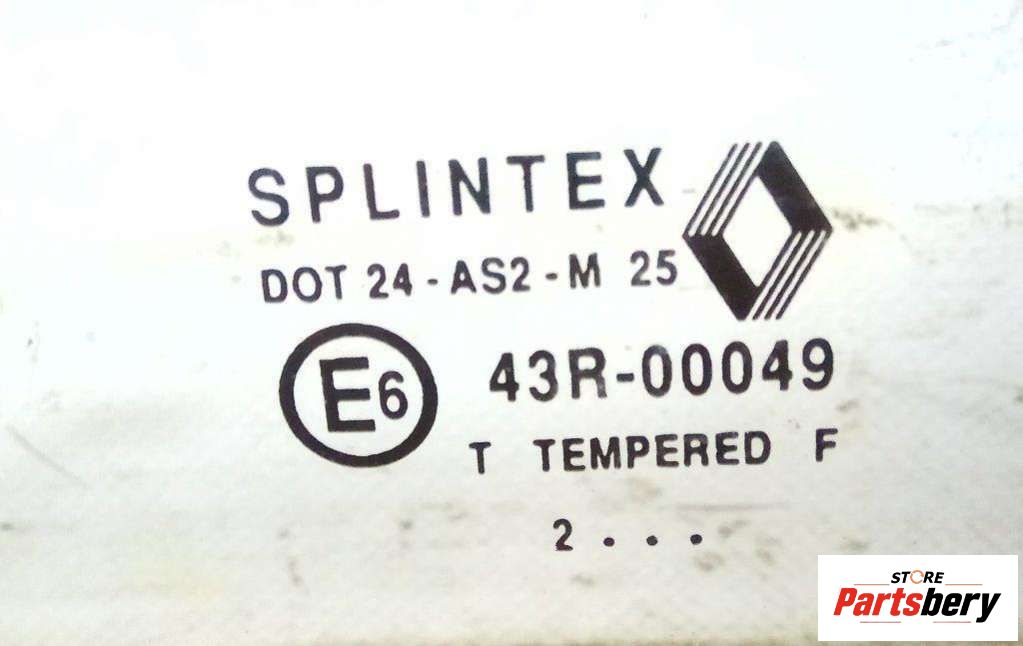 SPLINTEX
DOT 24 - AS2 - M 25
E6 43R-00049
T TEMPERED F
2 . . .
STORE
Partsbery